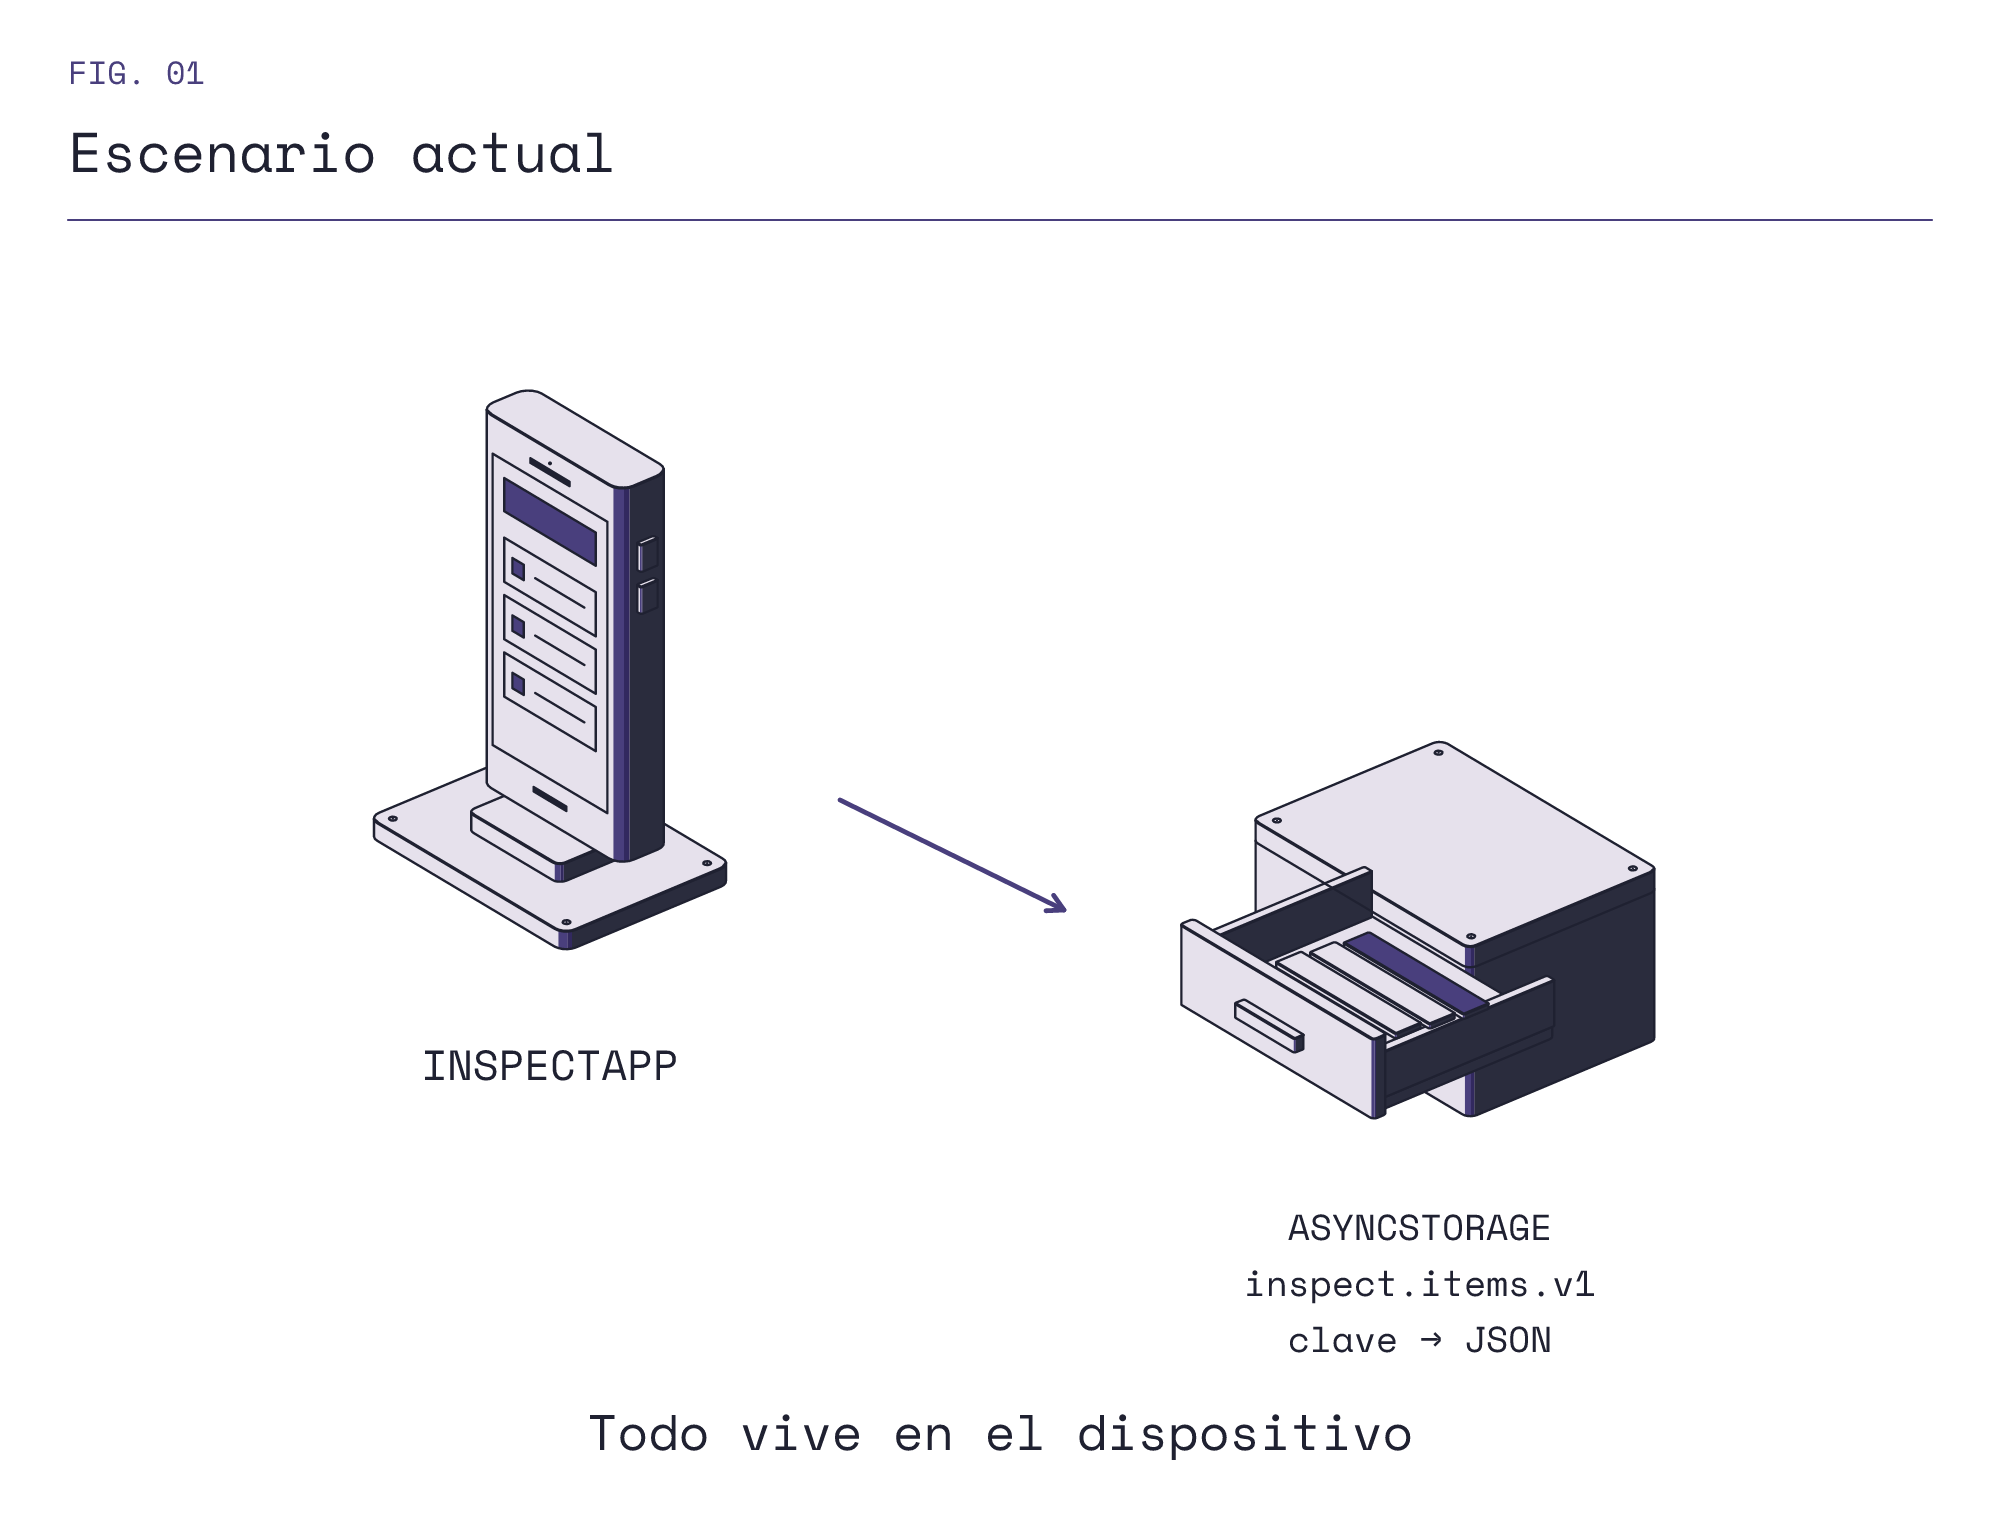 FIG. 01
Escenario actual
INSPECTAPP
ASYNCSTORAGE
inspect.items.v1
clave → JSON
Todo vive en el dispositivo